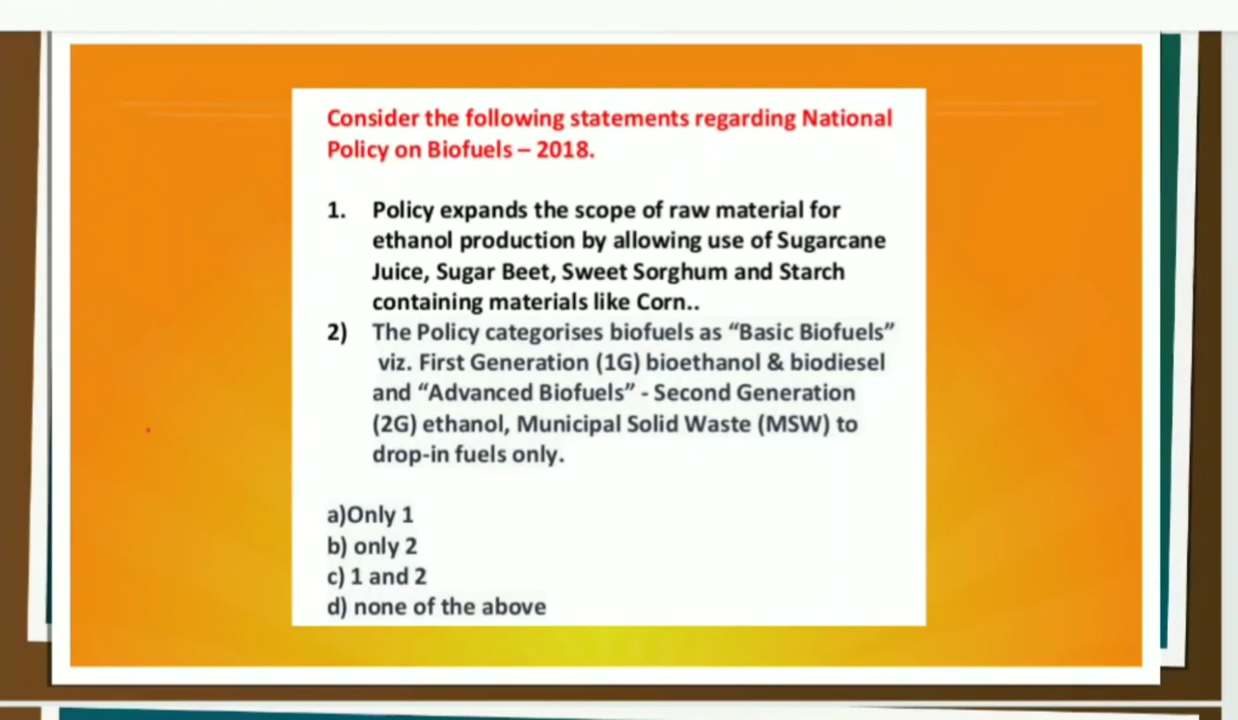 Consider the following statements regarding National
Policy on Biofuels – 2018.
1. Policy expands the scope of raw material for
ethanol production by allowing use of Sugarcane
Juice, Sugar Beet, Sweet Sorghum and Starch
containing materials like Corn..
2) The Policy categorises biofuels as “Basic Biofuels”
viz. First Generation (1G) bioethanol & biodiesel
and “Advanced Biofuels” - Second Generation
(2G) ethanol, Municipal Solid Waste (MSW) to
drop-in fuels only.
a)Only 1
b) only 2
c) 1 and 2
d) none of the above